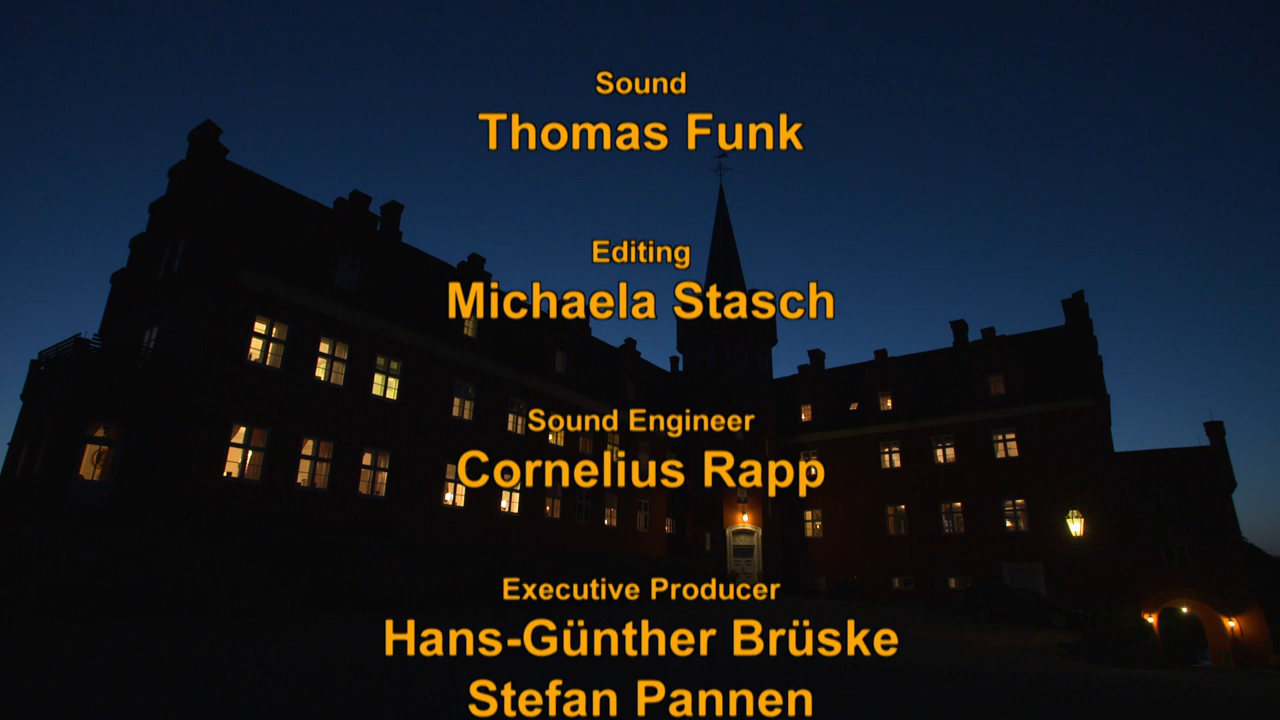 Sound
Thomas Funk
Editing
Michaela Stasch
Sound Engineer
Cornelius Rapp
Executive Producer
Hans-Günther Brüske
Stefan Pannen